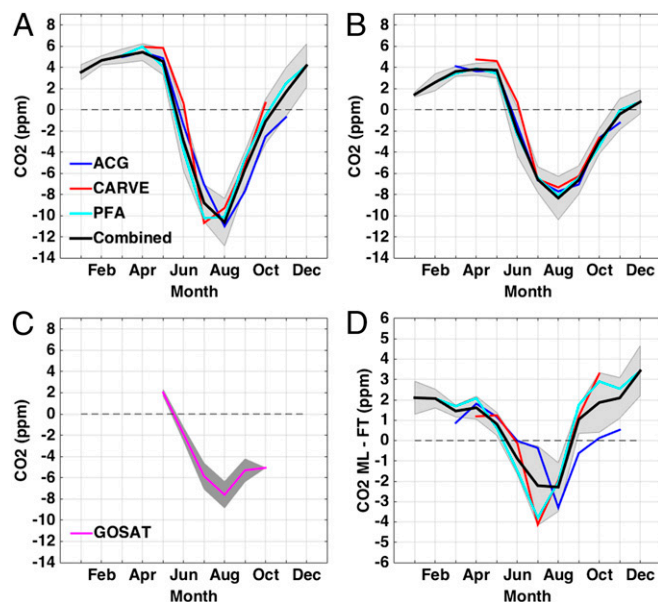 A
CO2 (ppm)
8
6
4
2
0
-2
-4
-6
-8
-10
-12
-14
ACG
CARVE
PFA
Combined
Feb Apr Jun Aug Oct Dec
Month
B
CO2 (ppm)
8
6
4
2
0
-2
-4
-6
-8
-10
-12
-14
Feb Apr Jun Aug Oct Dec
Month
C
CO2 (ppm)
8
6
4
2
0
-2
-4
-6
-8
-10
-12
-14
GOSAT
Feb Apr Jun Aug Oct Dec
Month
D
CO2 ML - FT (ppm)
6
5
4
3
2
1
0
-1
-2
-3
-4
-5
-6
Feb Apr Jun Aug Oct Dec
Month